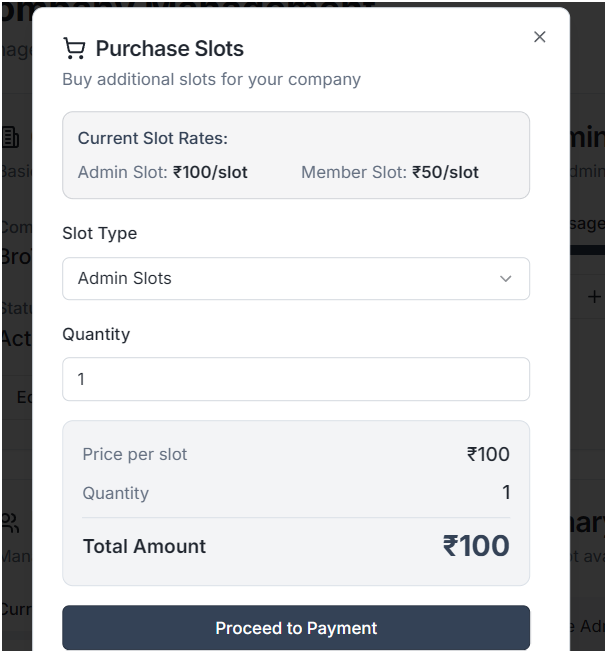 Purchase Slots
Buy additional slots for your company
Current Slot Rates:
Admin Slot: ₹100/slot Member Slot: ₹50/slot
Slot Type
Admin Slots
Quantity
1
Price per slot ₹100
Quantity 1
Total Amount ₹100
Proceed to Payment